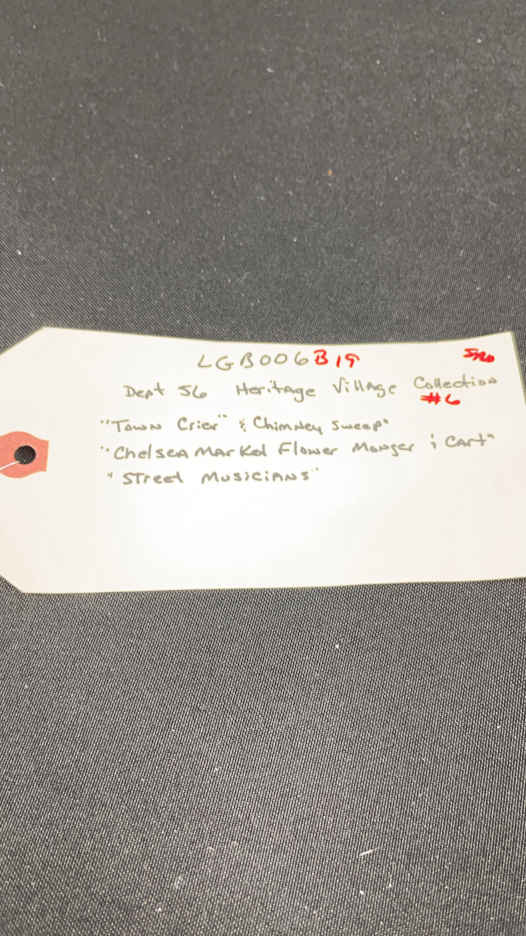 LGB006B19
Dept 56 Heritage Village Collection
#6
"Town Crier" & Chimney Sweep"
"Chelsea Market Flower Monger & Cart"
"Street Musicians"